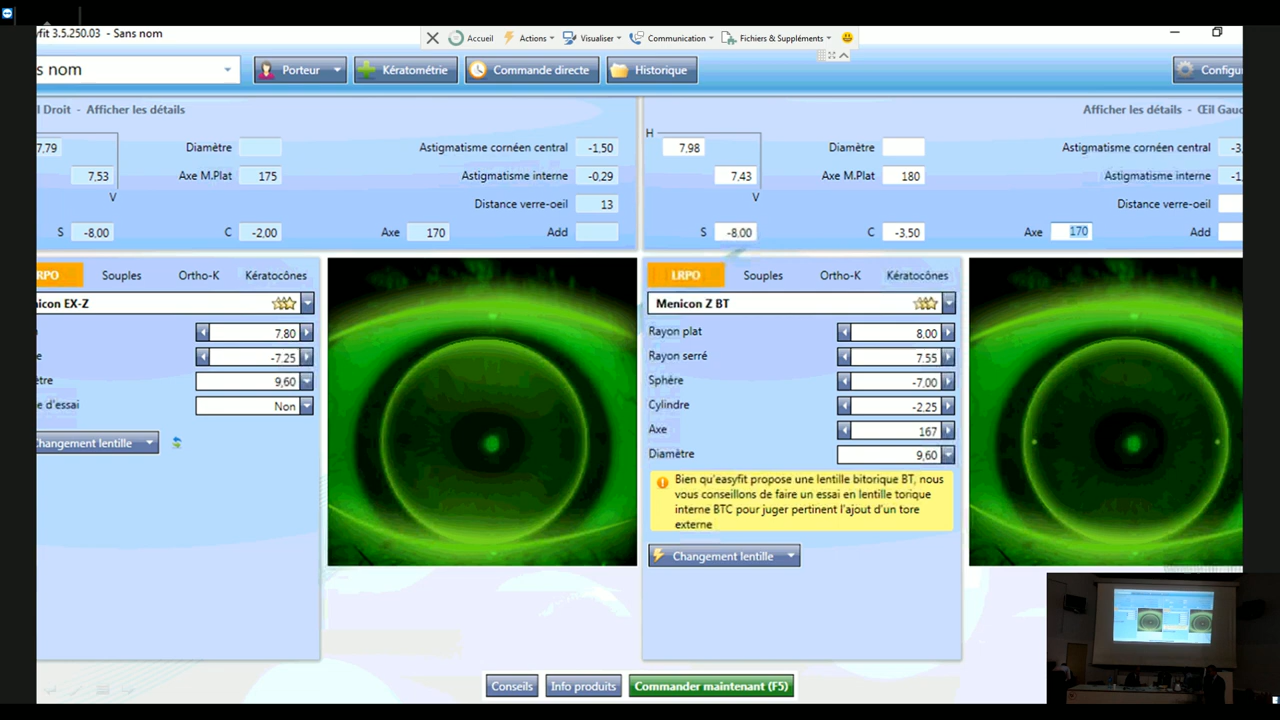 yfit 3.5.250.03 - Sans nom
Accueil Actions Visualiser Communication Fichiers & Suppléments
s nom Porteur Kératométrie Commande directe Historique Configu
l Droit - Afficher les détails
7.79 Diamètre Astigmatisme cornéen central -1.50
7.53 Axe M.Plat 175 Astigmatisme interne -0.29
V Distance verre-oeil 13
S -8.00 C -2.00 Axe 170 Add
Afficher les détails - Œil Gauc
H 7.98 Diamètre Astigmatisme cornéen central -3.
7.43 Axe M.Plat 180 Astigmatisme interne -1.
V Distance verre-oeil
S -8.00 C -3.50 Axe 170 Add
RPO Souples Ortho-K Kératocônes
nicon EX-Z
7.80
e -7.25
ètre 9,60
e d'essai Non
Changement lentille
LRPO Souples Ortho-K Kératocônes
Menicon Z BT
Rayon plat 8.00
Rayon serré 7.55
Sphère -7.00
Cylindre -2.25
Axe 167
Diamètre 9,60
Bien qu'easyfit propose une lentille bitorique BT, nous
vous conseillons de faire un essai en lentille torique
interne BTC pour juger pertinent l'ajout d'un tore
externe
Changement lentille
Conseils Info produits Commander maintenant (F5)